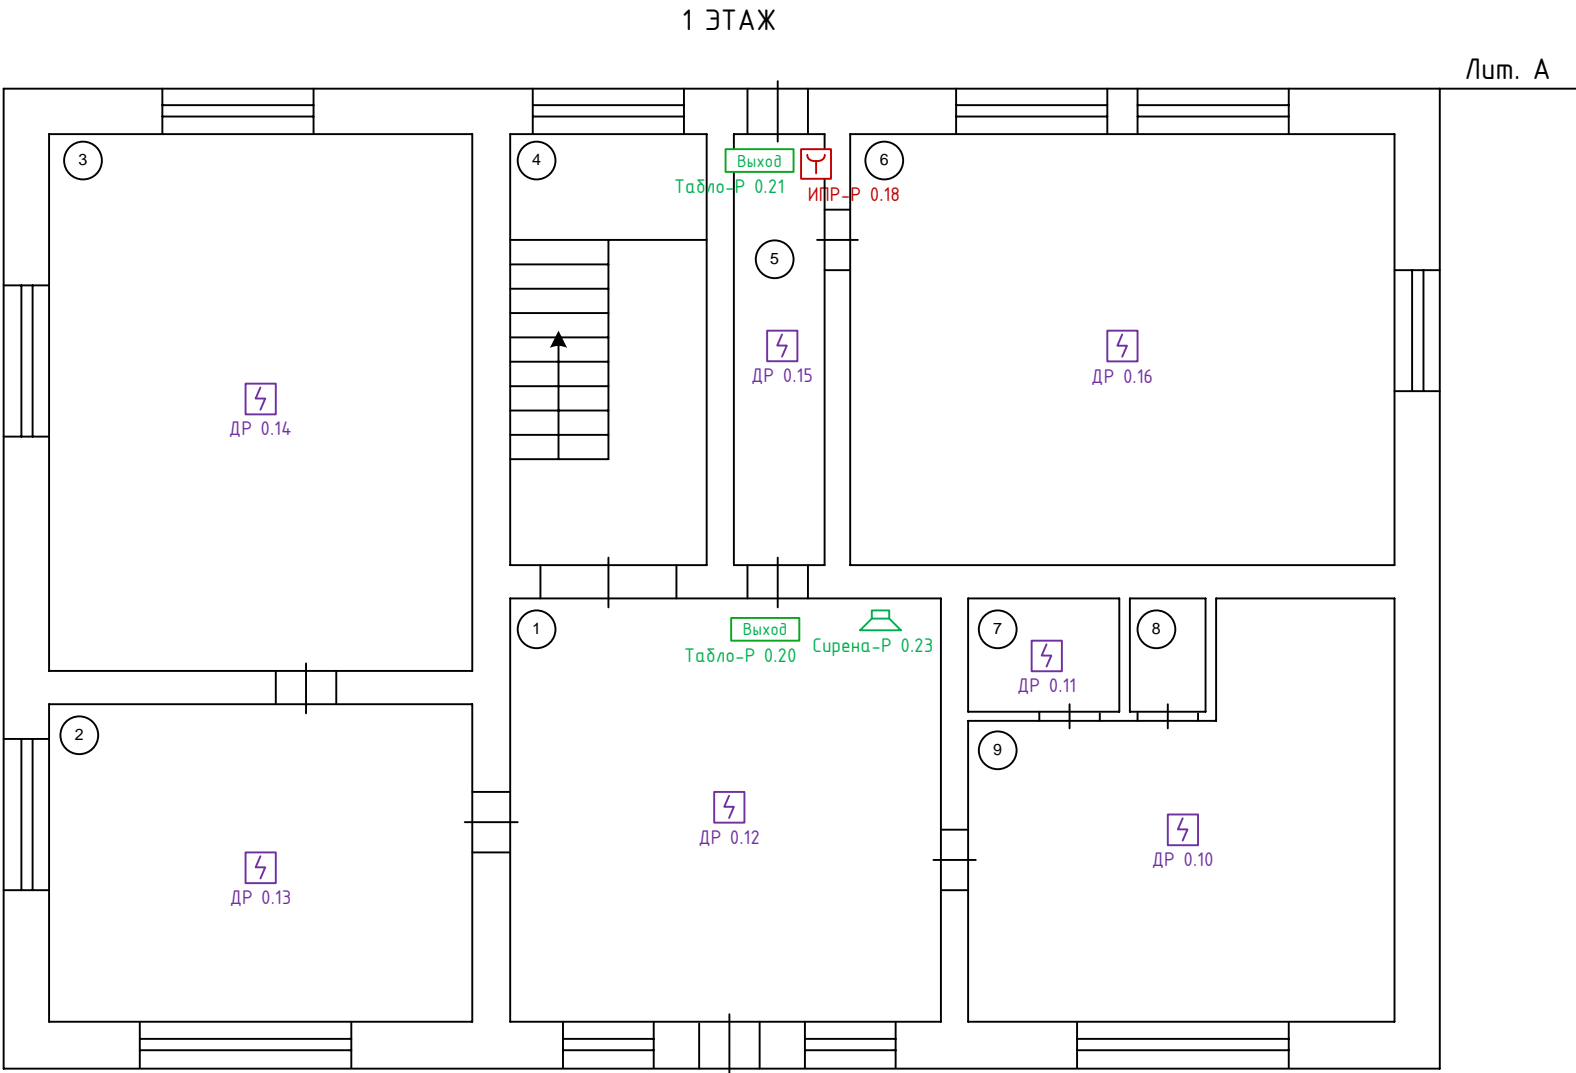 1 ЭТАЖ
Лит. А
3
4
Выход
6
Табло-Р 0.21
ИПР-Р 0.18
5
ДР 0.15
ДР 0.16
ДР 0.14
1
Выход
7
8
Сирена-Р 0.23
Табло-Р 0.20
ДР 0.11
2
9
ДР 0.12
ДР 0.10
ДР 0.13